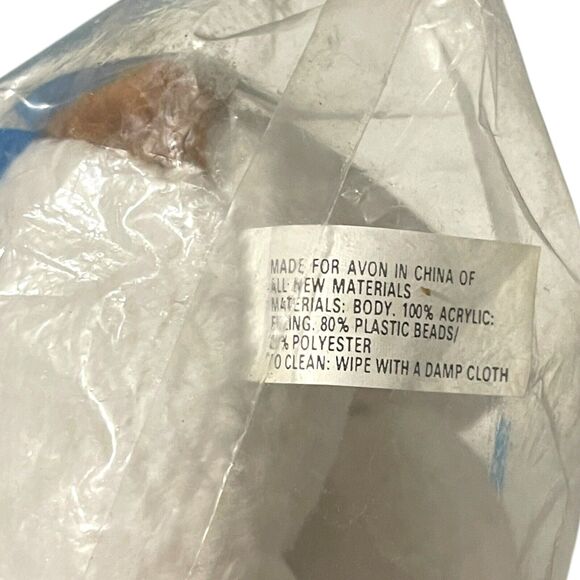 MADE FOR AVON IN CHINA OF
ALL NEW MATERIALS
MATERIALS: BODY. 100% ACRYLIC:
FILLING. 80% PLASTIC BEADS/
20% POLYESTER
TO CLEAN: WIPE WITH A DAMP CLOTH